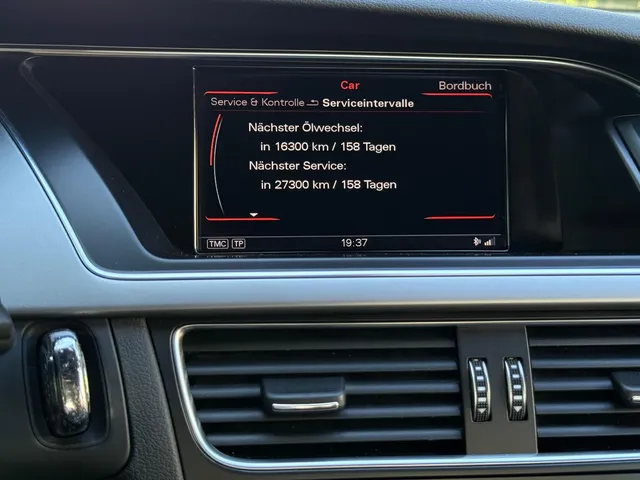 Car
Bordbuch
Service & Kontrolle Serviceintervalle
Nächster Ölwechsel:
in 16300 km / 158 Tagen
Nächster Service:
in 27300 km / 158 Tagen
TMC TP 19:37